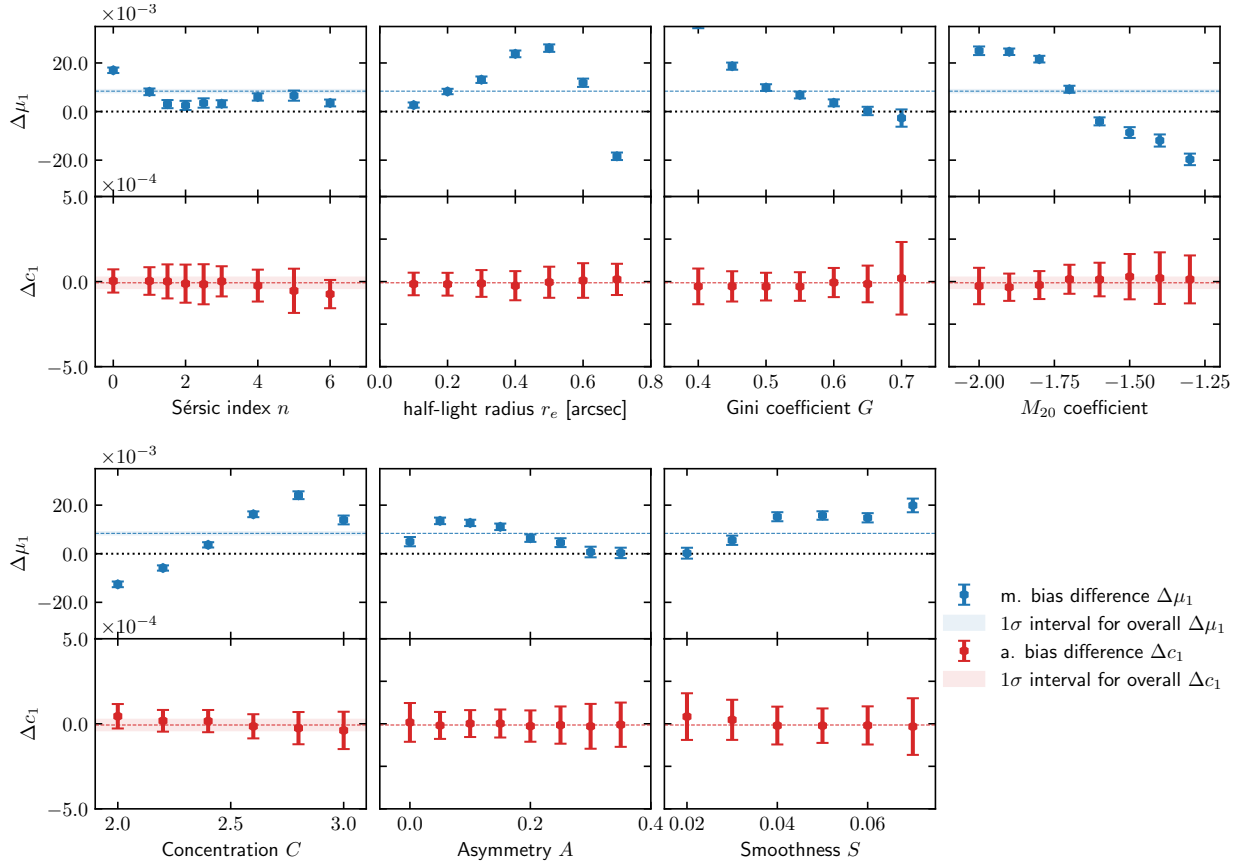 ×10⁻³
20.0
0.0
−20.0
Δμ₁
×10⁻⁴
5.0
0.0
−5.0
Δc₁
0 2 4 6
0.0 0.2 0.4 0.6 0.8
0.4 0.5 0.6 0.7
−2.00 −1.75 −1.50 −1.25
Sérsic index n
half-light radius rₑ [arcsec]
Gini coefficient G
M₂₀ coefficient
×10⁻³
20.0
0.0
−20.0
Δμ₁
×10⁻⁴
5.0
0.0
−5.0
Δc₁
2.0 2.5 3.0
0.0 0.2 0.4
0.02 0.04 0.06
Concentration C
Asymmetry A
Smoothness S
m. bias difference Δμ₁
1σ interval for overall Δμ₁
a. bias difference Δc₁
1σ interval for overall Δc₁